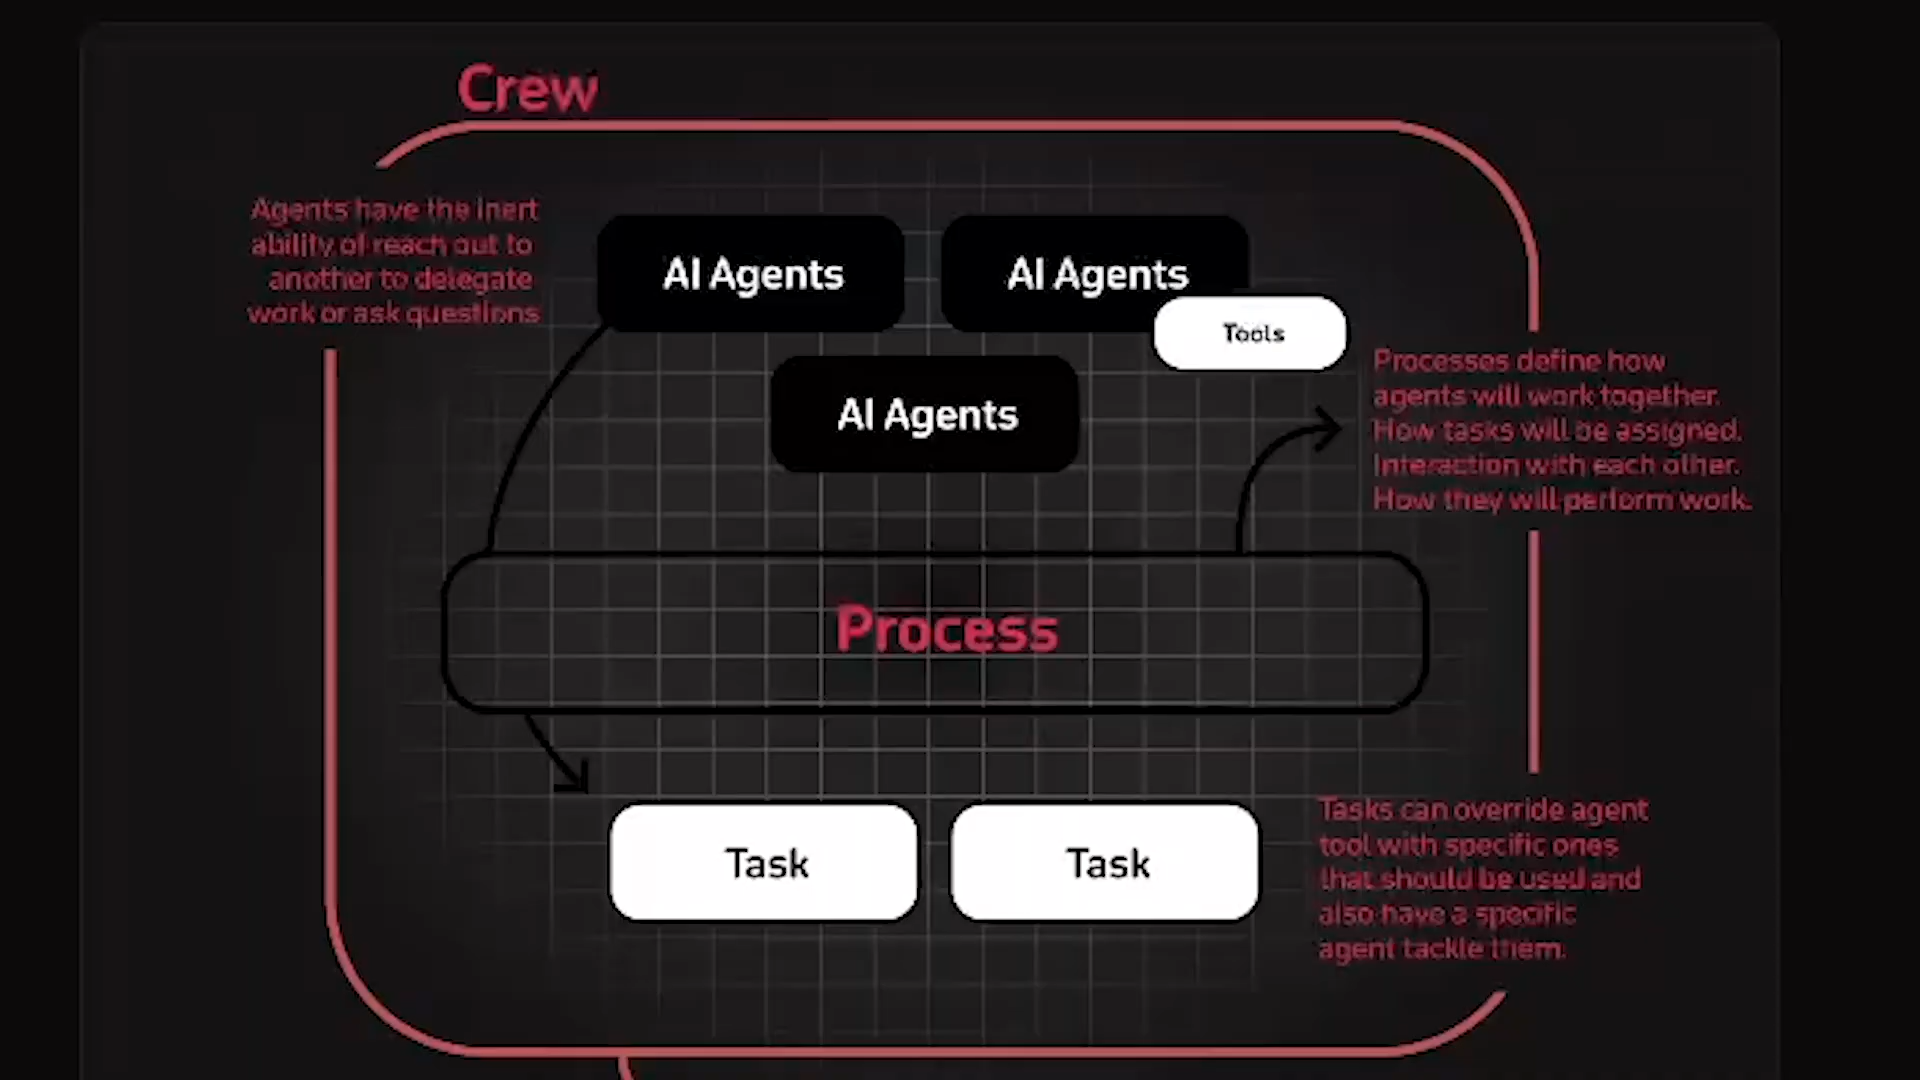 Crew
Agents have the inert
ability of reach out to
another to delegate
work or ask questions
AI Agents
AI Agents
Tools
AI Agents
Processes define how
agents will work together.
How tasks will be assigned.
Interaction with each other.
How they will perform work.
Process
Task
Task
Tasks can override agent
tool with specific ones
that should be used and
also have a specific
agent tackle them.